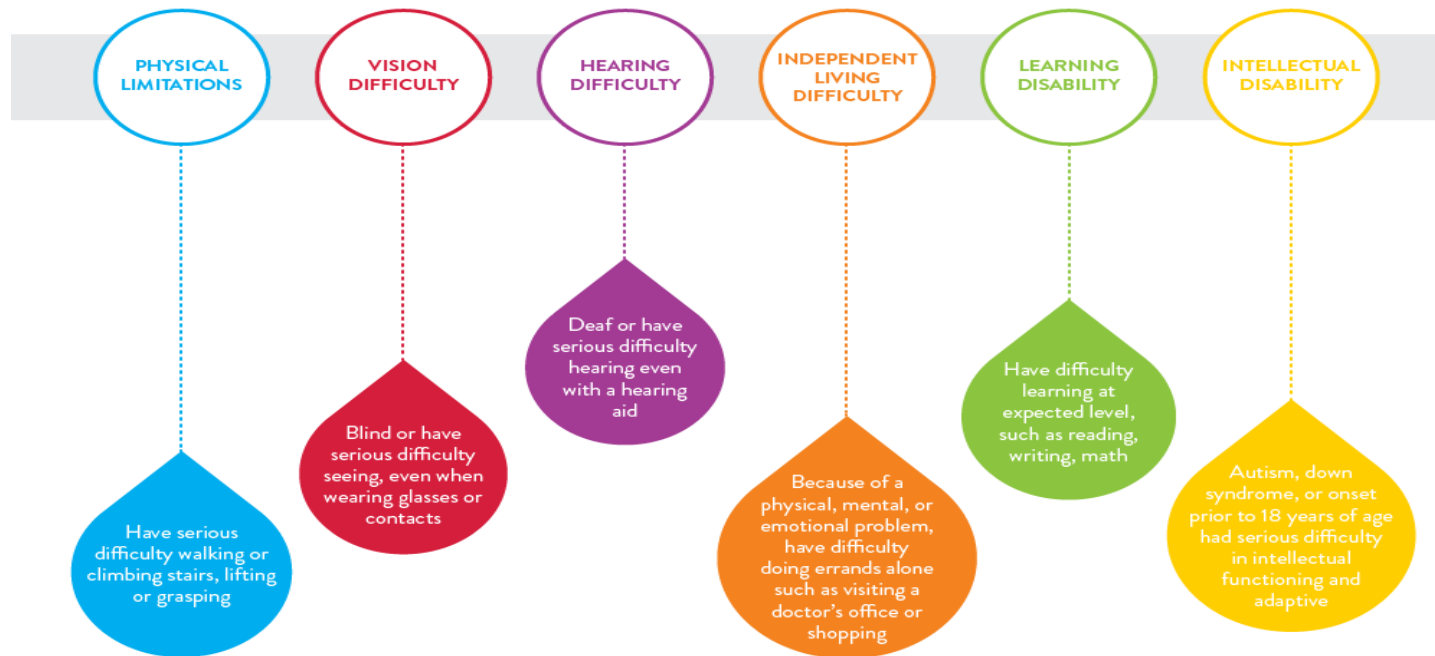 PHYSICAL
LIMITATIONS
VISION
DIFFICULTY
HEARING
DIFFICULTY
INDEPENDENT
LIVING
DIFFICULTY
LEARNING
DISABILITY
INTELLECTUAL
DISABILITY
Have serious
difficulty walking or
climbing stairs, lifting
or grasping
Blind or have
serious difficulty
seeing, even when
wearing glasses or
contacts
Deaf or have
serious difficulty
hearing even
with a hearing
aid
Because of a
physical, mental, or
emotional problem,
have difficulty
doing errands alone
such as visiting a
doctor's office or
shopping
Have difficulty
learning at
expected level,
such as reading,
writing, math
Autism, down
syndrome, or onset
prior to 18 years of age
had serious difficulty
in intellectual
functioning and
adaptive